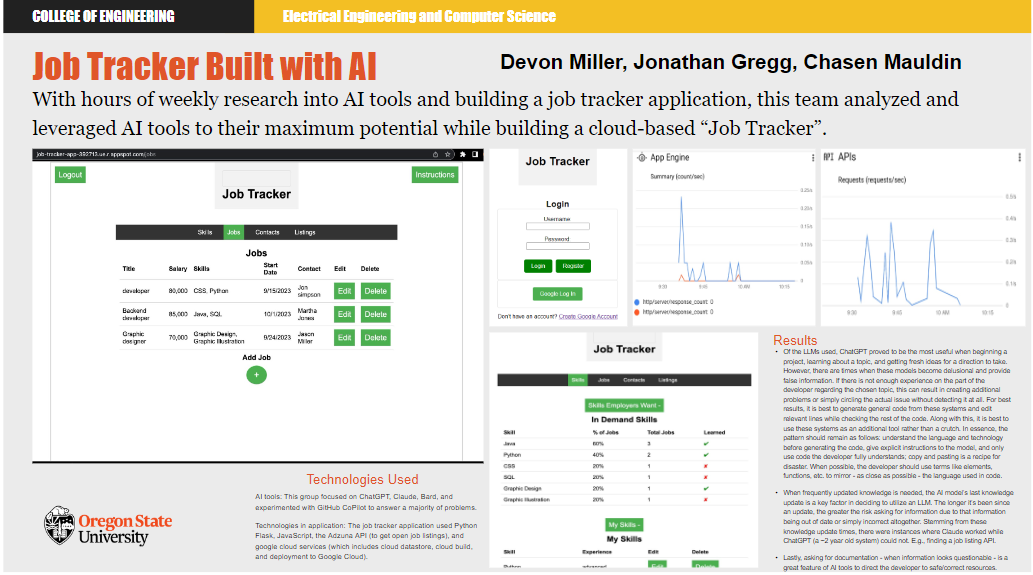 COLLEGE OF ENGINEERING
Electrical Engineering and Computer Science
Job Tracker Built with AI
Devon Miller, Jonathan Gregg, Chasen Mauldin
With hours of weekly research into AI tools and building a job tracker application, this team analyzed and
leveraged AI tools to their maximum potential while building a cloud-based “Job Tracker”.
job-tracker-app-392713.ue.r.appspot.com/jobs
Logout
Instructions
Job Tracker
Skills Jobs Contacts Listings
Jobs
Title Salary Skills Start Date Contact Edit Delete
developer 80,000 CSS, Python 9/15/2023 Jon simpson Edit Delete
Backend developer 85,000 Java, SQL 10/1/2023 Martha Jones Edit Delete
Graphic designer 70,000 Graphic Design, Graphic Illustration 9/24/2023 Jason Miller Edit Delete
Add Job
+
Job Tracker
Login
Username
Password
Login Register
Google Log In
Don't have an account? Create Google Account
App Engine
Summary (count/sec)
0.25/s
0.2/s
0.15/s
0.1/s
0.05/s
0
9:30 9:45 10 AM 10:15
http/server/response_count 0
http/server/response_count 0
APIs
Requests (requests/sec)
0.5/s
0.4/s
0.3/s
0.2/s
0.1/s
0
9:30 9:45 10 AM 10:15
Job Tracker
Skills Jobs Contacts Listings
Skills Employers Want -
In Demand Skills
Skill % of Jobs Total Jobs Learned
Java 60% 3 ✔
Python 40% 2 ✔
CSS 20% 1 ✘
SQL 20% 1 ✘
Graphic Design 20% 1 ✔
Graphic Illustration 20% 1 ✘
My Skills -
My Skills
Skill Experience Edit Delete
Python advanced Edit Delete
Results
• Of the LLMs used, ChatGPT proved to be the most useful when beginning a
project, learning about a topic, and getting fresh ideas for a direction to take.
However, there are times when these models become delusional and provide
false information. If there is not enough experience on the part of the
developer regarding the chosen topic, this can result in creating additional
problems or simply circling the actual issue without detecting it at all. For best
results, it is best to generate general code from these systems and edit
relevant lines while checking the rest of the code. Along with this, it is best to
use these systems as an additional tool rather than a crutch. In essence, the
pattern should remain as follows: understand the language and technology
before generating the code, give explicit instructions to the model, and only
use code the developer fully understands; copy and pasting is a recipe for
disaster. When possible, the developer should use terms like elements,
functions, etc. to mirror - as close as possible - the language used in code.
• When frequently updated knowledge is needed, the AI model's last knowledge
update is a key factor in deciding to utilize an LLM. The longer it's been since
an update, the greater the risk asking for information due to that information
being out of date or simply incorrect altogether. Stemming from these
knowledge update times, there were instances where Claude worked while
ChatGPT (a ~2 year old system) could not. E.g., finding a job listing API.
• Lastly, asking for documentation - when information looks questionable - is a
great feature of AI tools to direct the developer to safe/correct resources.
Technologies Used
AI tools: This group focused on ChatGPT, Claude, Bard, and
experimented with GitHub CoPilot to answer a majority of problems.
Technologies in application: The job tracker application used Python
Flask, JavaScript, the Adzuna API (to get open job listings), and
google cloud services (which includes cloud datastore, cloud build,
and deployment to Google Cloud).
Oregon State
University